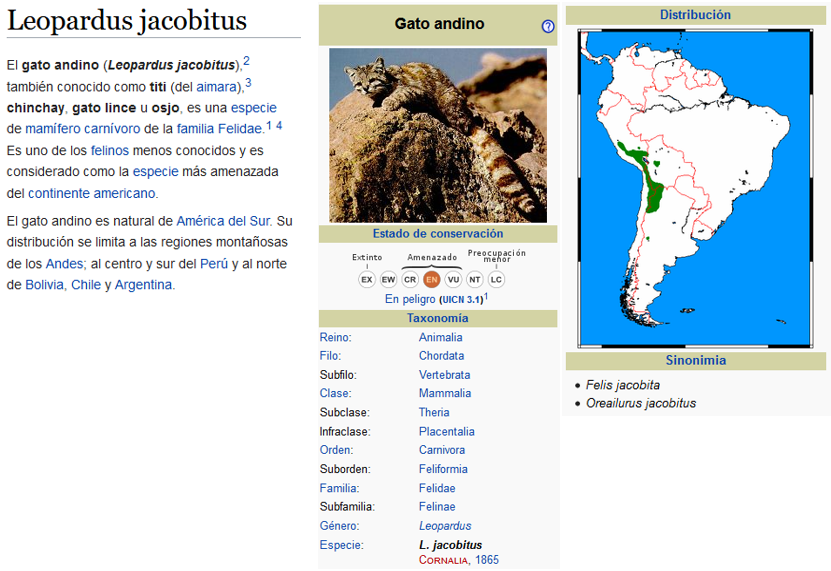 Leopardus jacobitus
El gato andino (Leopardus jacobitus),2
también conocido como titi (del aimara),3
chinchay, gato lince u osjo, es una especie
de mamífero carnívoro de la familia Felidae.1 4
Es uno de los felinos menos conocidos y es
considerado como la especie más amenazada
del continente americano.
El gato andino es natural de América del Sur. Su
distribución se limita a las regiones montañosas
de los Andes; al centro y sur del Perú y al norte
de Bolivia, Chile y Argentina.
Gato andino
?
Estado de conservación
Extinto Amenazado Preocupación
menor
EX EW CR EN VU NT LC
En peligro (UICN 3.1)1
Taxonomía
Reino: Animalia
Filo: Chordata
Subfilo: Vertebrata
Clase: Mammalia
Subclase: Theria
Infraclase: Placentalia
Orden: Carnivora
Suborden: Feliformia
Familia: Felidae
Subfamilia: Felinae
Género: Leopardus
Especie: L. jacobitus
CORNALIA, 1865
Distribución
Sinonimia
• Felis jacobita
• Oreailurus jacobitus